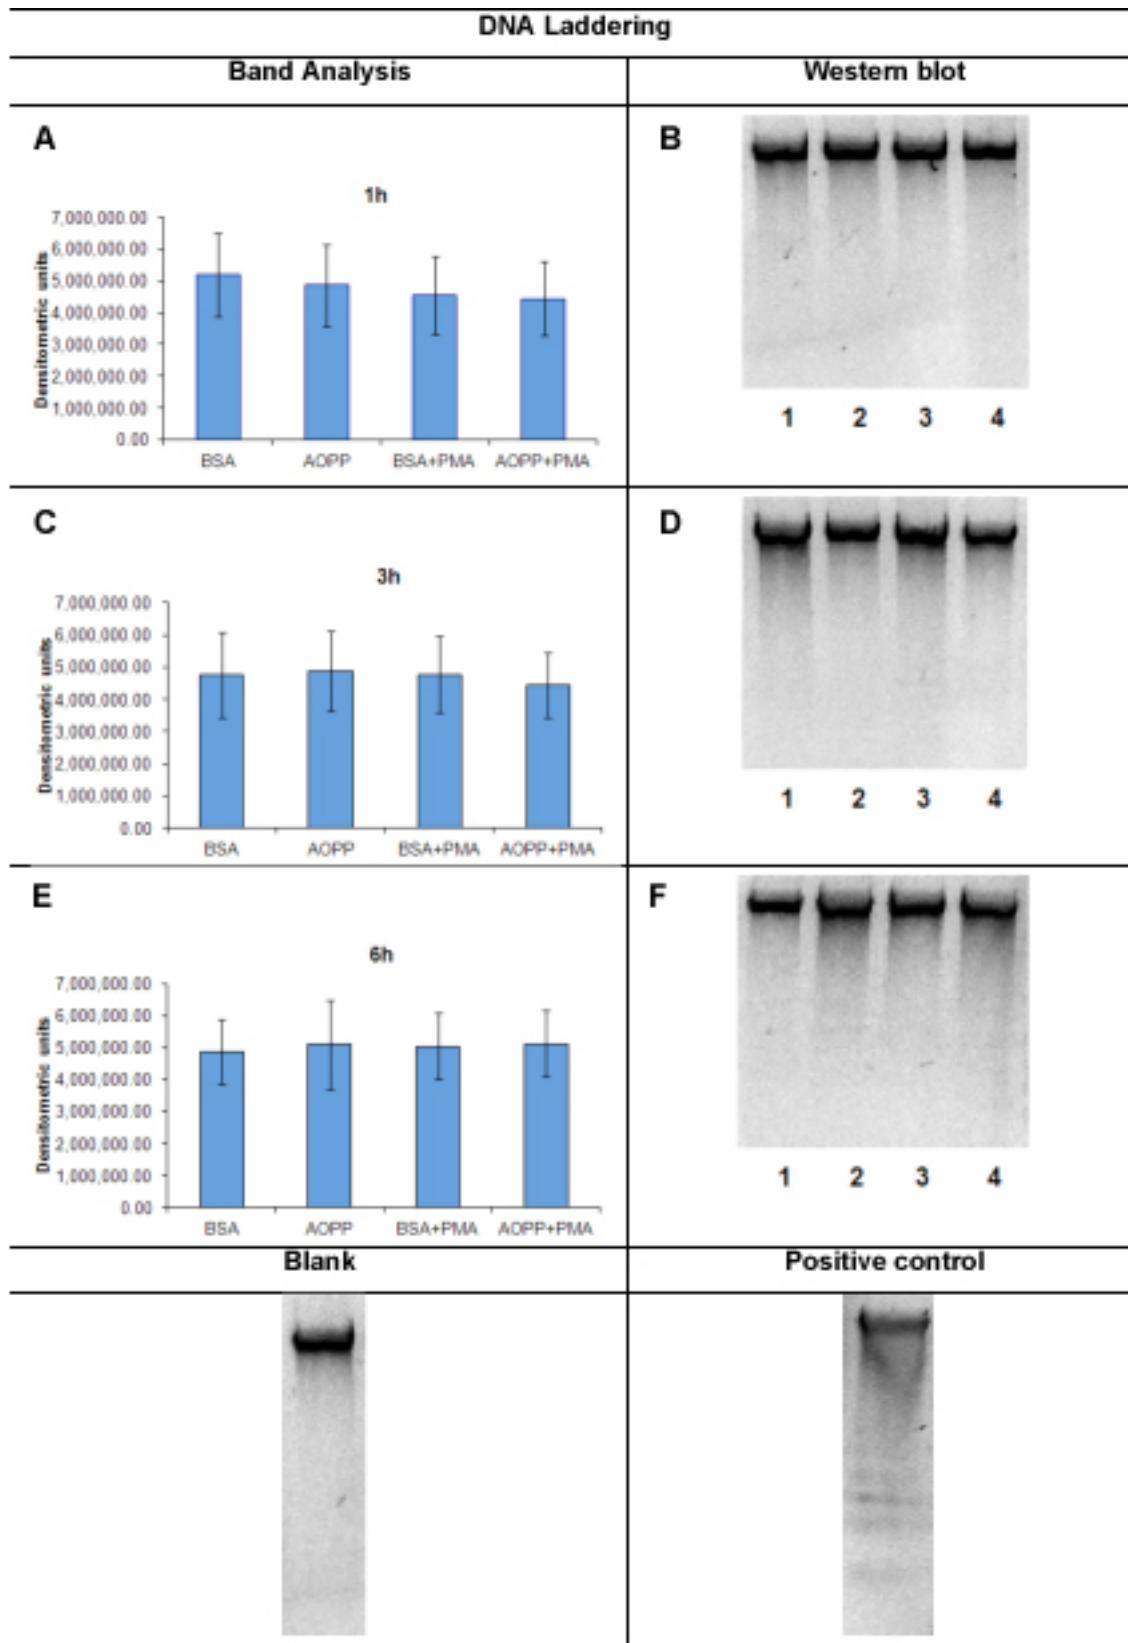 DNA Laddering
Band Analysis
Western blot
A
1h
Densitometric units
7,000,000.00
6,000,000.00
5,000,000.00
4,000,000.00
3,000,000.00
2,000,000.00
1,000,000.00
0.00
BSA AOPP BSA+PMA AOPP+PMA
B
1 2 3 4
C
3h
Densitometric units
7,000,000.00
6,000,000.00
5,000,000.00
4,000,000.00
3,000,000.00
2,000,000.00
1,000,000.00
0.00
BSA AOPP BSA+PMA AOPP+PMA
D
1 2 3 4
E
6h
Densitometric units
7,000,000.00
6,000,000.00
5,000,000.00
4,000,000.00
3,000,000.00
2,000,000.00
1,000,000.00
0.00
BSA AOPP BSA+PMA AOPP+PMA
F
1 2 3 4
Blank
Positive control